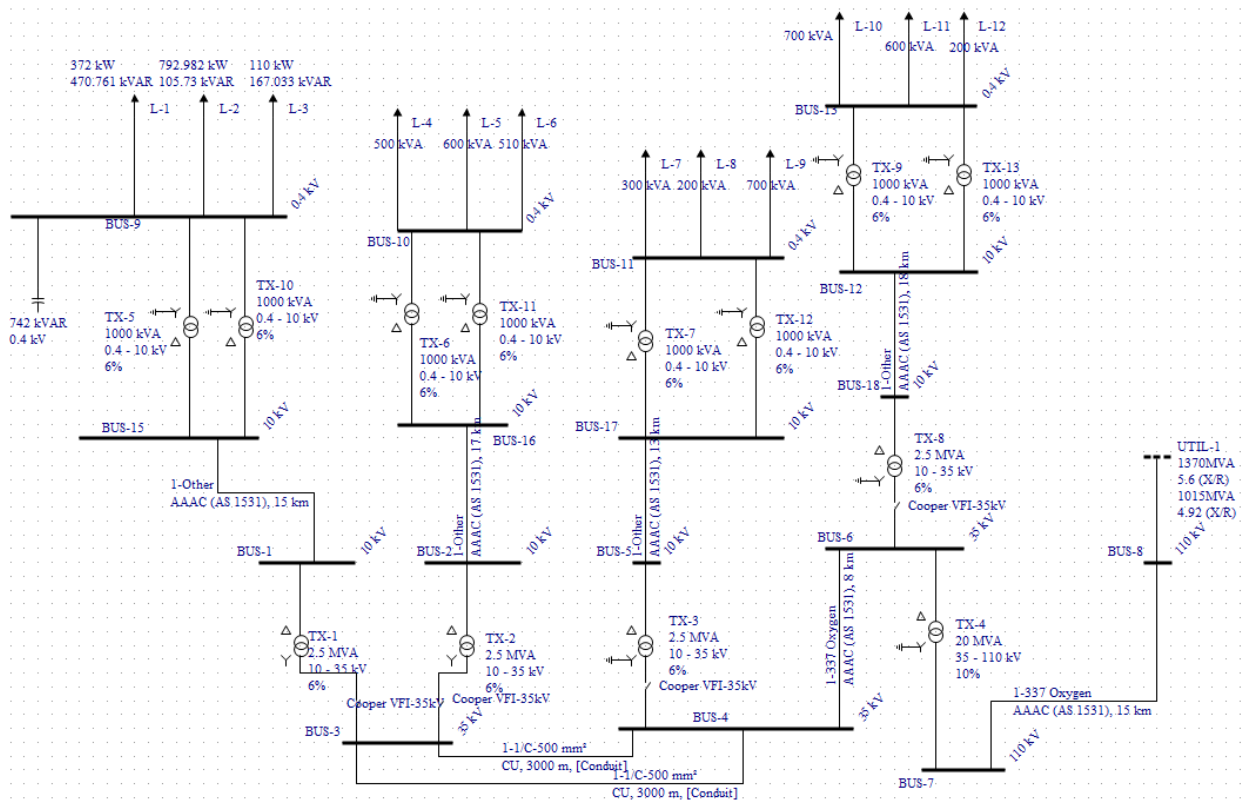 700 kVA
L-10
600 kVA
L-11
200 kVA
L-12
0.4 kV
BUS-13
372 kW
470.761 kVAR
L-1
792.982 kW
105.73 kVAR
L-2
110 kW
167.033 kVAR
L-3
0.4 kV
BUS-9
742 kVAR
0.4 kV
TX-5
1000 kVA
0.4 - 10 kV
6%
TX-10
1000 kVA
0.4 - 10 kV
6%
BUS-15
10 kV
1-Other
AAAC (AS 1531), 15 km
BUS-1
10 kV
TX-1
2.5 MVA
10 - 35 kV
6%
Cooper VFI-35kV
L-4
500 kVA
L-5
600 kVA
L-6
510 kVA
0.4 kV
BUS-10
TX-6
1000 kVA
0.4 - 10 kV
6%
TX-11
1000 kVA
0.4 - 10 kV
6%
BUS-16
10 kV
1-Other
AAAC (AS 1531), 17 km
BUS-2
10 kV
TX-2
2.5 MVA
10 - 35 kV
6%
Cooper VFI-35kV
BUS-3
35 kV
1-1/C-500 mm²
CU, 3000 m, [Conduit]
1-1/C-500 mm²
CU, 3000 m, [Conduit]
L-7
300 kVA
L-8
200 kVA
L-9
700 kVA
0.4 kV
BUS-11
TX-7
1000 kVA
0.4 - 10 kV
6%
TX-12
1000 kVA
0.4 - 10 kV
6%
BUS-17
10 kV
1-Other
AAAC (AS 1531), 13 km
BUS-5
10 kV
TX-3
2.5 MVA
10 - 35 kV
6%
Cooper VFI-35kV
BUS-4
35 kV
TX-9
1000 kVA
0.4 - 10 kV
6%
TX-13
1000 kVA
0.4 - 10 kV
6%
BUS-12
10 kV
1-Other
AAAC (AS 1531), 18 km
BUS-18
10 kV
TX-8
2.5 MVA
10 - 35 kV
6%
Cooper VFI-35kV
BUS-6
35 kV
1-337 Oxygen
AAAC (AS 1531), 8 km
TX-4
20 MVA
35 - 110 kV
10%
UTIL-1
1370MVA
5.6 (X/R)
1015MVA
4.92 (X/R)
BUS-8
110 kV
1-337 Oxygen
AAAC (AS 1531), 15 km
BUS-7
110 kV